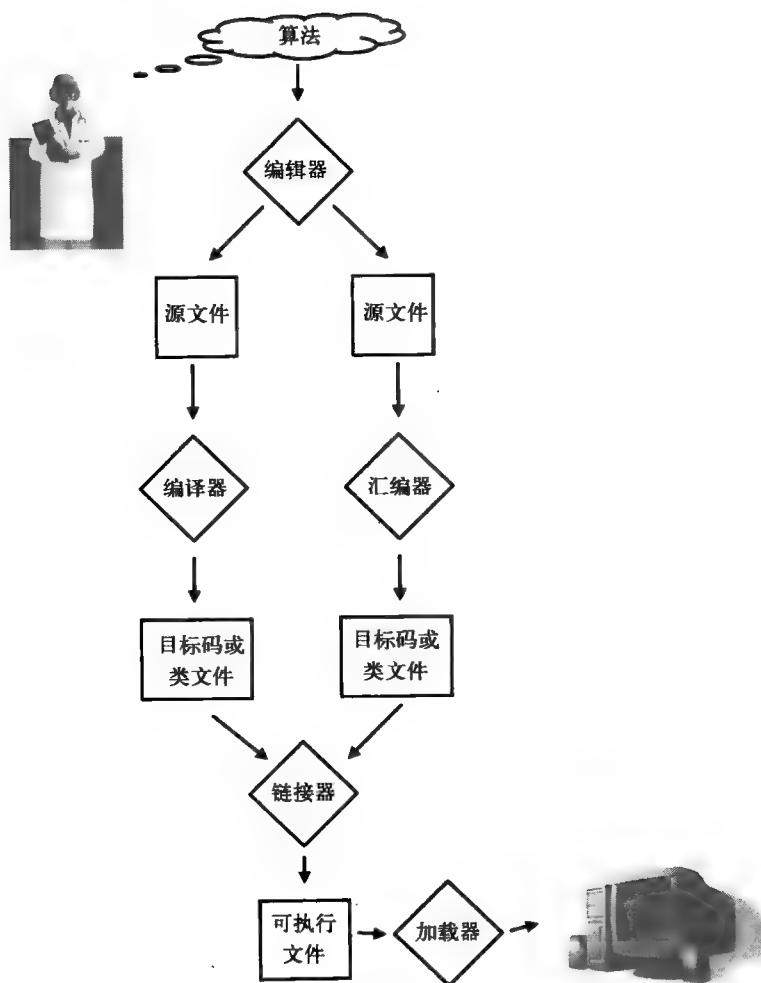 算法
编辑器
源文件
源文件
编译器
汇编器
目标码或
类文件
目标码或
类文件
链接器
可执行
文件
加载器